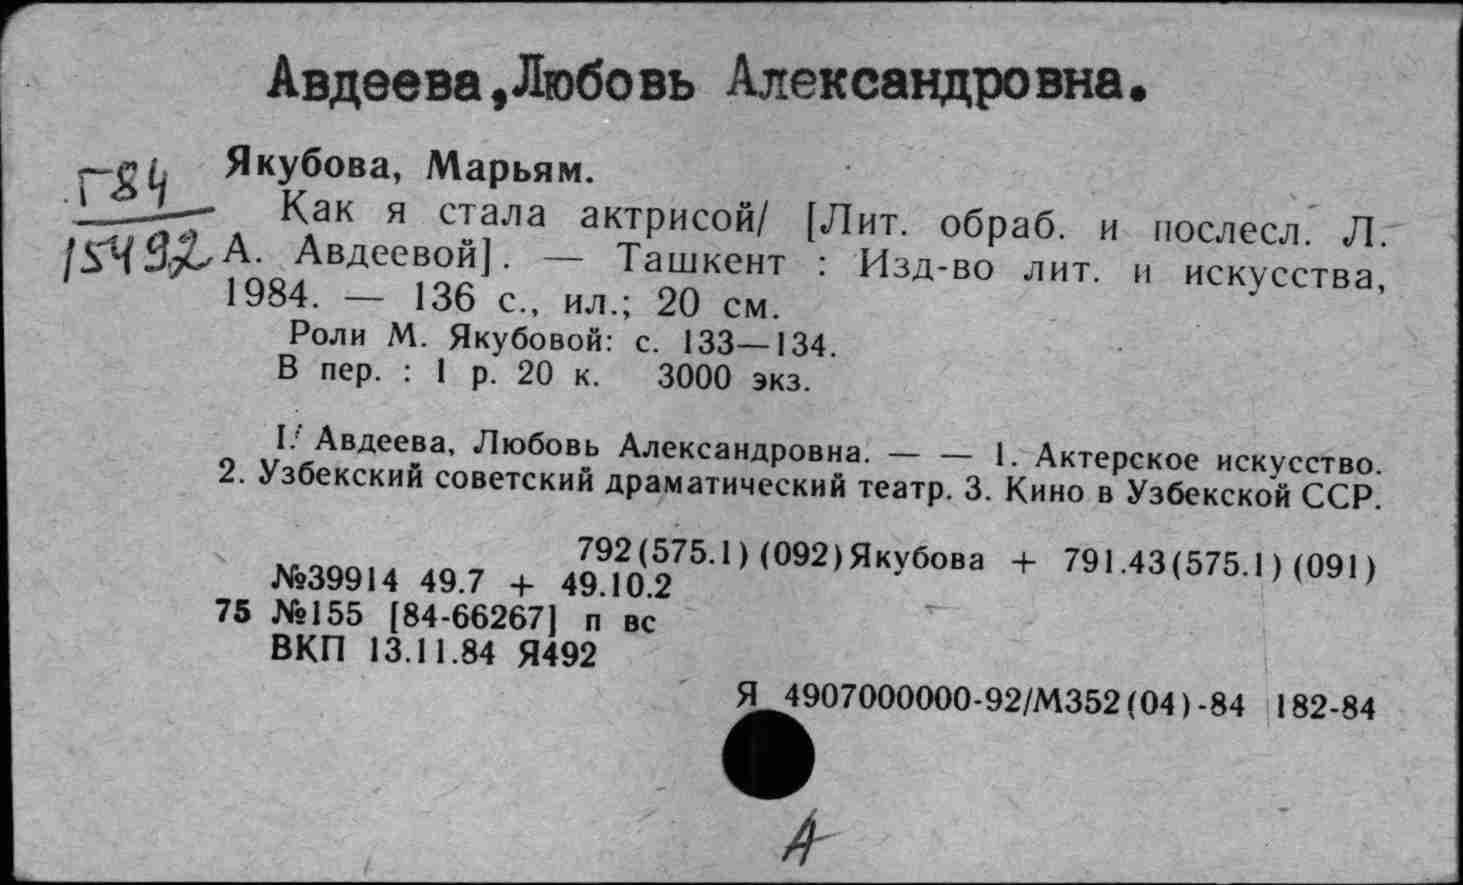 Авдеева,Любовь Александровна.
Якубова, Марьям.
Г84
15492
Как я стала актрисой/ [Лит. обраб. и послесл. Л.
А. Авдеевой]. — Ташкент : Изд-во лит. и искусства,
1984. — 136 с., ил.; 20 см.
Роли М. Якубовой: с. 133—134.
В пер. : 1 р. 20 к. 3000 экз.
I. Авдеева, Любовь Александровна. — — 1. Актерское искусство.
2. Узбекский советский драматический театр. 3. Кино в Узбекской ССР.
792(575.1)(092)Якубова + 791.43(575.1)(091)
№39914 49.7 + 49.10.2
75 №155 [84-66267] п вс
ВКП 13.11.84 Я492
Я 4907000000-92/М352(04)-84 182-84
А